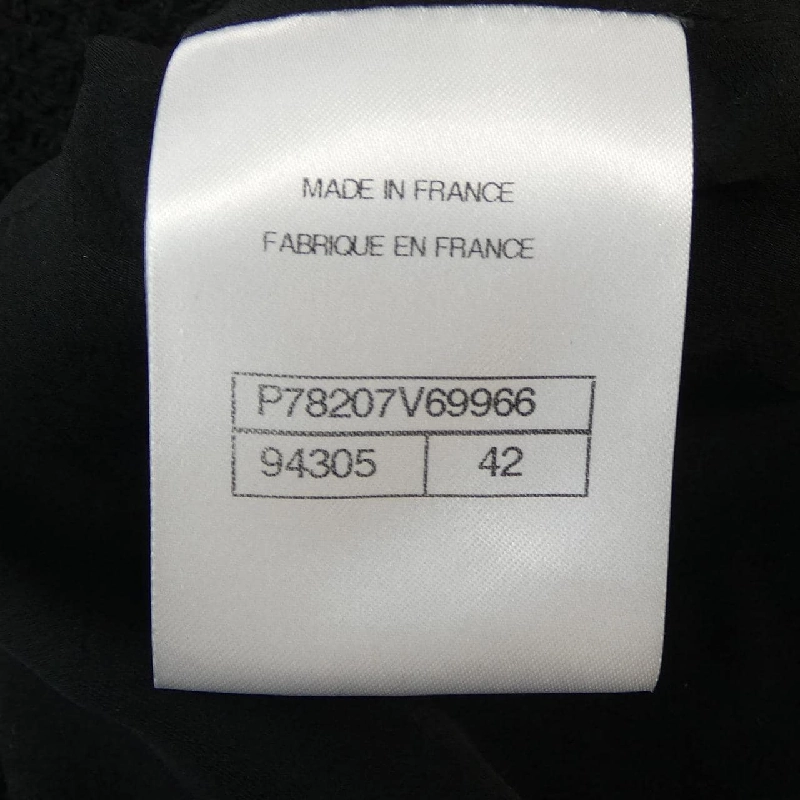 MADE IN FRANCE
FABRIQUE EN FRANCE
P78207V69966
94305 42